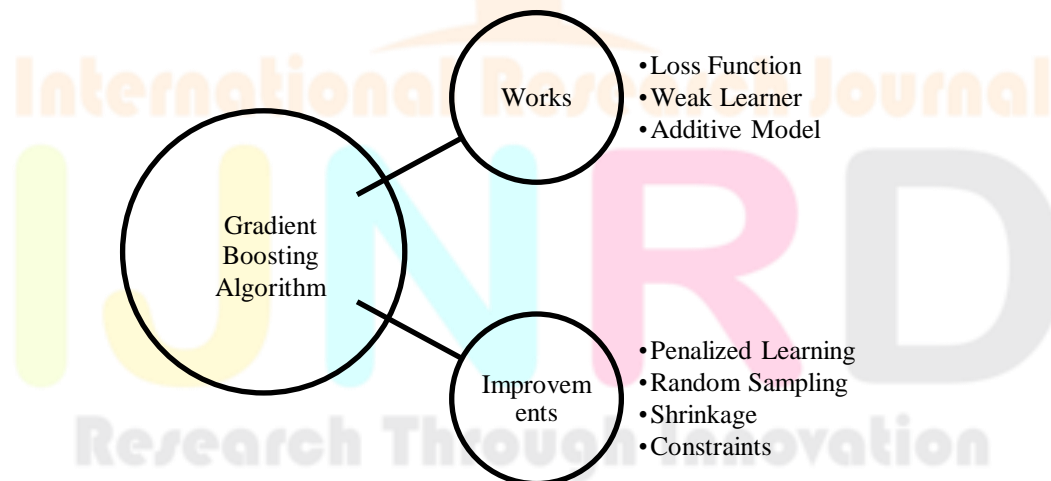 International Research Journal
IJNRD
Research Through Innovation
Gradient
Boosting
Algorithm
Works
•Loss Function
•Weak Learner
•Additive Model
Improvem
ents
•Penalized Learning
•Random Sampling
•Shrinkage
•Constraints